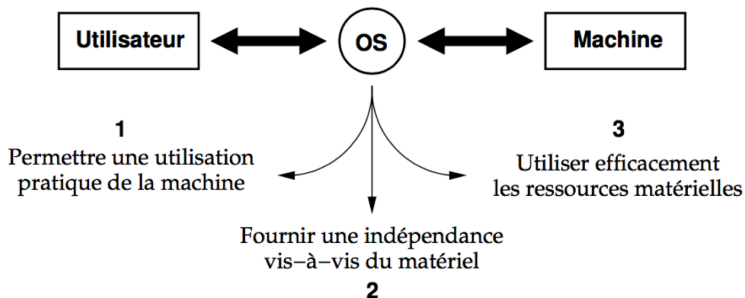 Utilisateur
OS
Machine
1
Permettre une utilisation
pratique de la machine
3
Utiliser efficacement
les ressources matérielles
Fournir une indépendance
vis–à–vis du matériel
2